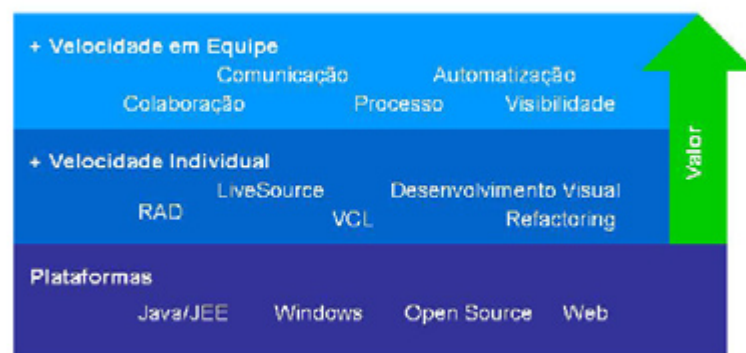 + Velocidade em Equipe
Comunicação Automatização
Colaboração Processo Visibilidade
+ Velocidade Individual
LiveSource Desenvolvimento Visual
RAD VCL Refactoring
Plataformas
Java/JEE Windows Open Source Web
Valor